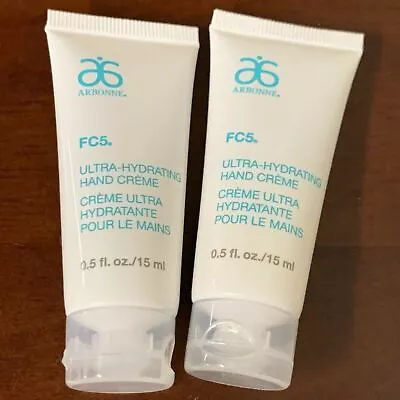 ARBONNE®
FC5®
ULTRA-HYDRATING
HAND CRÈME
CRÈME ULTRA
HYDRATANTE
POUR LE MAINS
0.5 fl. oz./15 ml
ARBONNE®
FC5®
ULTRA-HYDRATING
HAND CRÈME
CRÈME ULTRA
HYDRATANTE
POUR LE MAINS
0.5 fl. oz./15 ml